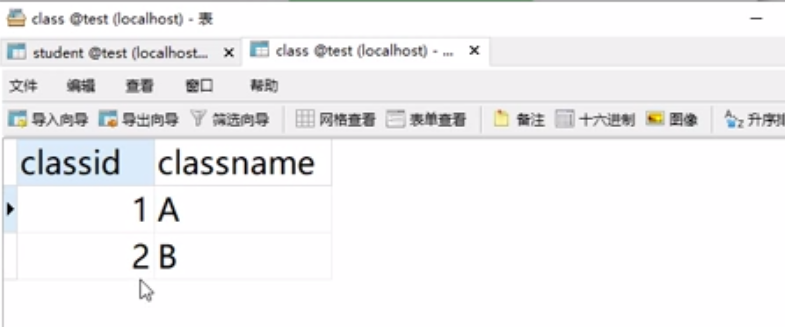 class @test (localhost) - 表
student @test (localhost... × class @test (localhost) - ... ×
文件 编辑 查看 窗口 帮助
导入向导 导出向导 筛选向导 网格查看 表单查看 备注 十六进制 图像 升序排
classid classname
1 A
2 B